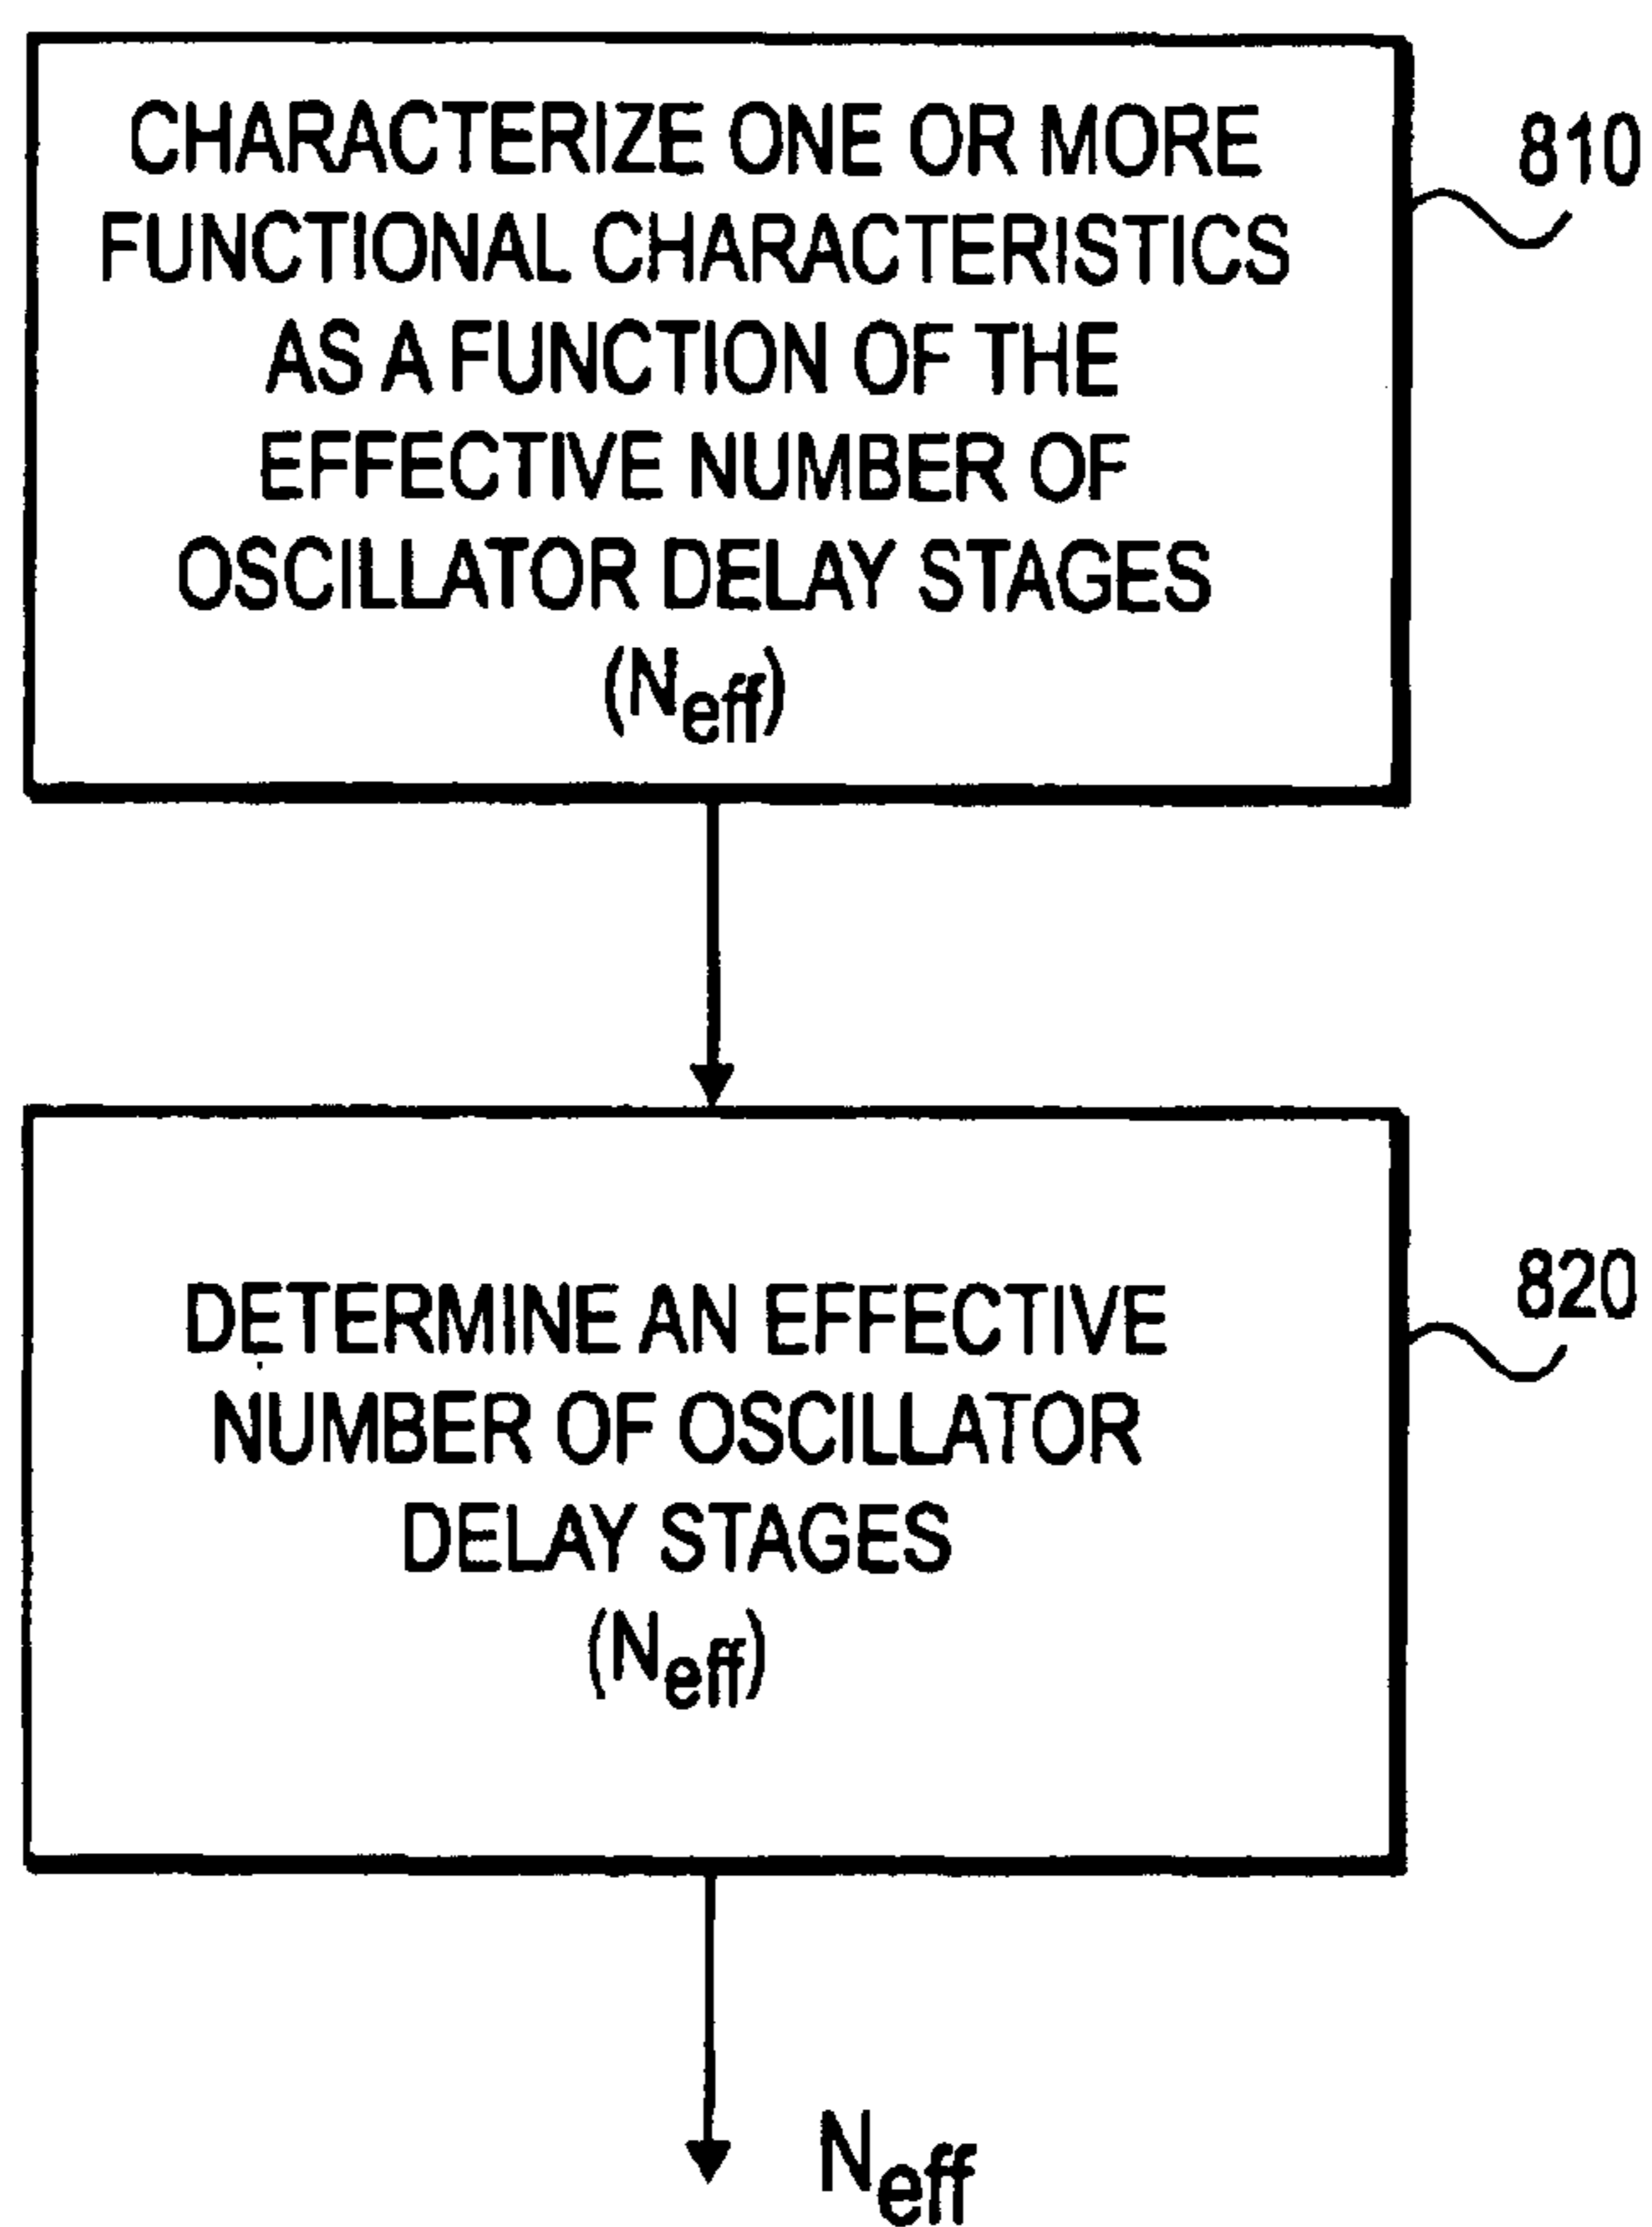 CHARACTERIZE ONE OR MORE
FUNCTIONAL CHARACTERISTICS
AS A FUNCTION OF THE
EFFECTIVE NUMBER OF
OSCILLATOR DELAY STAGES
(Neff)
810
DETERMINE AN EFFECTIVE
NUMBER OF OSCILLATOR
DELAY STAGES
(Neff)
820
Neff